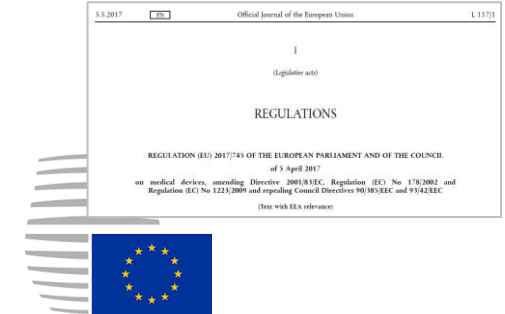 5.5.2017 EN Official Journal of the European Union L 117/1
I
(Legislative acts)
REGULATIONS
REGULATION (EU) 2017/745 OF THE EUROPEAN PARLIAMENT AND OF THE COUNCIL
of 5 April 2017
on medical devices, amending Directive 2001/83/EC, Regulation (EC) No 178/2002 and
Regulation (EC) No 1223/2009 and repealing Council Directives 90/385/EEC and 93/42/EEC
(Text with EEA relevance)